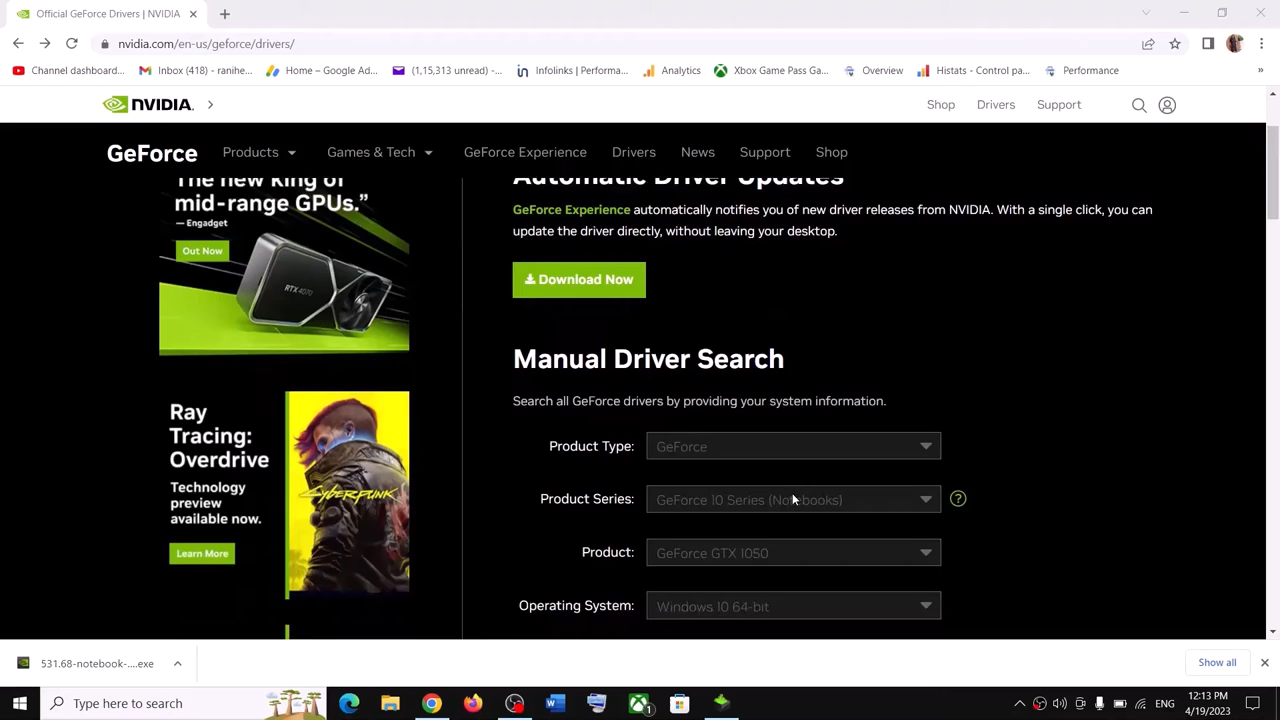 Official GeForce Drivers | NVIDIA
nvidia.com/en-us/geforce/drivers/
Channel dashboard... Inbox (418) - ranihe... Home – Google Ad... (1,15,313 unread) -... Infolinks | Performa... Analytics Xbox Game Pass Ga... Overview Histats - Control pa... Performance »
NVIDIA. Shop Drivers Support
GeForce Products Games & Tech GeForce Experience Drivers News Support Shop
The new king of
mid-range GPUs.”
— Engadget
Out Now
RTX 4070
Ray
Tracing:
Overdrive
Technology
preview
available now.
Learn More
Cyberpunk
Automatic Driver Updates
GeForce Experience automatically notifies you of new driver releases from NVIDIA. With a single click, you can
update the driver directly, without leaving your desktop.
Download Now
Manual Driver Search
Search all GeForce drivers by providing your system information.
Product Type: GeForce
Product Series: GeForce 10 Series (Notebooks) ?
Product: GeForce GTX 1050
Operating System: Windows 10 64-bit
531.68-notebook-....exe Show all
Type here to search 1 ENG 12:13 PM
4/19/2023